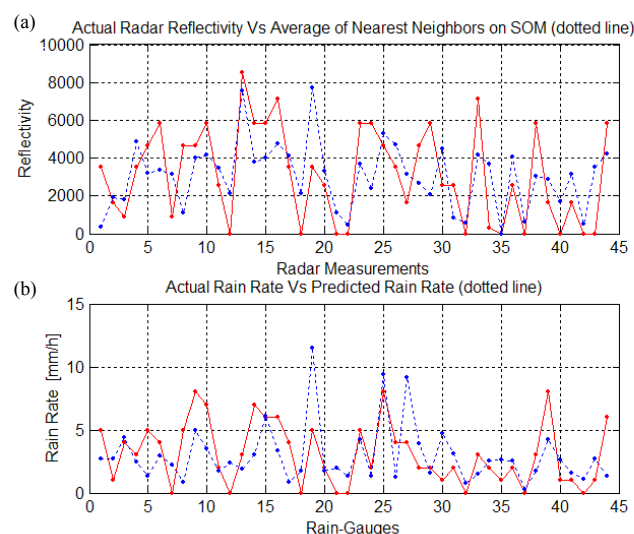 (a)
Actual Radar Reflectivity Vs Average of Nearest Neighbors on SOM (dotted line)
10000
8000
6000
4000
2000
0
Reflectivity
0 5 10 15 20 25 30 35 40 45
Radar Measurements
(b)
Actual Rain Rate Vs Predicted Rain Rate (dotted line)
15
10
5
0
Rain Rate [mm/h]
0 5 10 15 20 25 30 35 40 45
Rain-Gauges